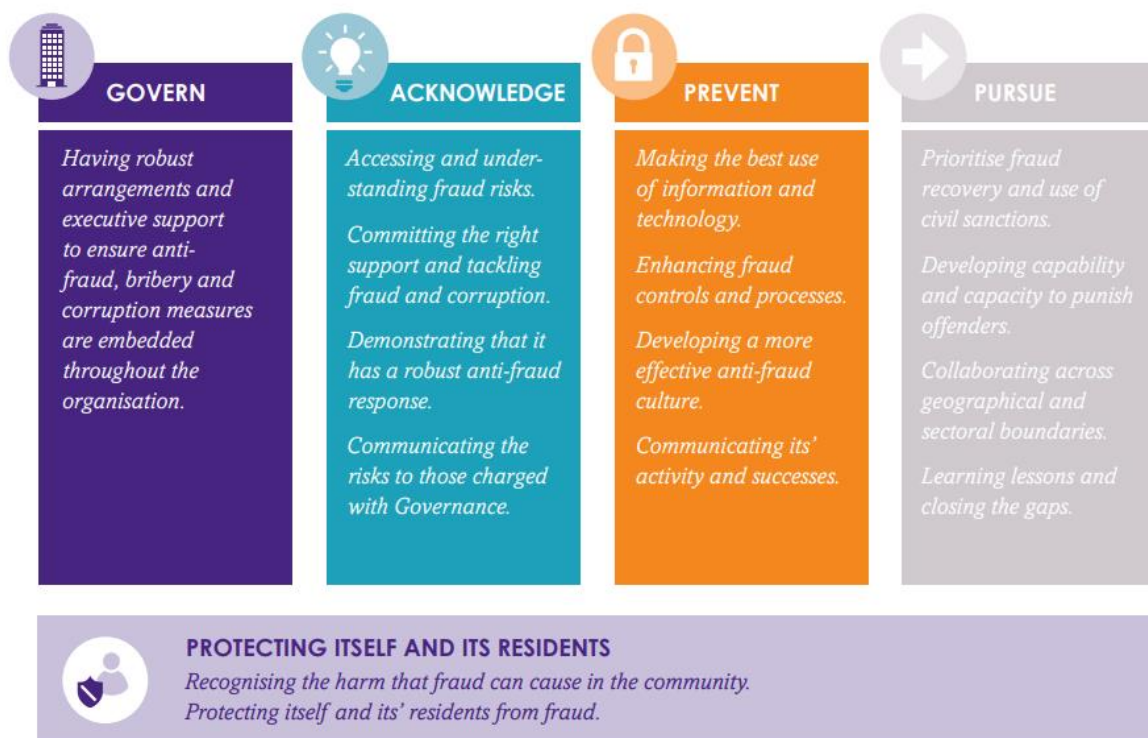 GOVERN
Having robust
arrangements and
executive support
to ensure anti-
fraud, bribery and
corruption measures
are embedded
throughout the
organisation.
ACKNOWLEDGE
Accessing and under-
standing fraud risks.
Committing the right
support and tackling
fraud and corruption.
Demonstrating that it
has a robust anti-fraud
response.
Communicating the
risks to those charged
with Governance.
PREVENT
Making the best use
of information and
technology.
Enhancing fraud
controls and processes.
Developing a more
effective anti-fraud
culture.
Communicating its’
activity and successes.
PURSUE
Prioritise fraud
recovery and use of
civil sanctions.
Developing capability
and capacity to punish
offenders.
Collaborating across
geographical and
sectoral boundaries.
Learning lessons and
closing the gaps.
PROTECTING ITSELF AND ITS RESIDENTS
Recognising the harm that fraud can cause in the community.
Protecting itself and its’ residents from fraud.